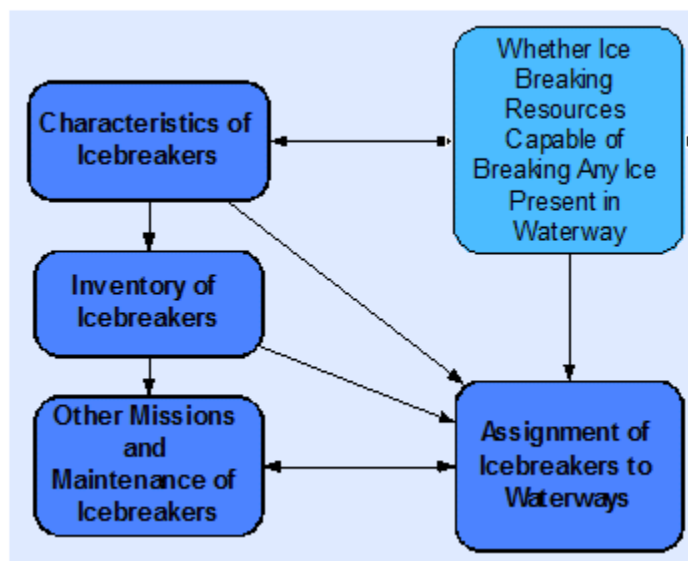 Whether Ice
Breaking
Resources
Capable of
Breaking Any Ice
Present in
Waterway
Characteristics of
Icebreakers
Inventory of
Icebreakers
Other Missions
and
Maintenance of
Icebreakers
Assignment of
Icebreakers to
Waterways